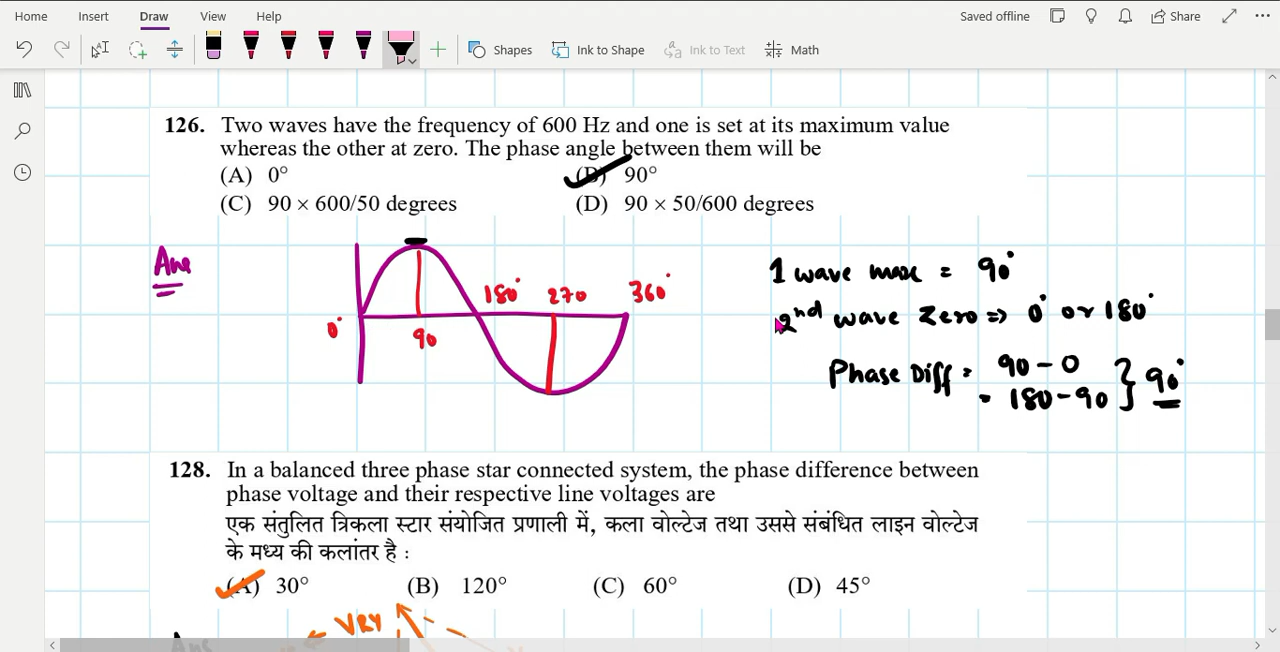 Home Insert Draw View Help Saved offline Share
Shapes Ink to Shape Ink to Text Math
126. Two waves have the frequency of 600 Hz and one is set at its maximum value
whereas the other at zero. The phase angle between them will be
(A) 0° (B) 90°
(C) 90 × 600/50 degrees (D) 90 × 50/600 degrees
Ans
0° 90 180° 270 360°
1 wave max = 90°
2nd wave Zero => 0° or 180°
Phase Diff = 90 - 0
= 180 - 90 } 90°
128. In a balanced three phase star connected system, the phase difference between
phase voltage and their respective line voltages are
एक संतुलित त्रिकला स्टार संयोजित प्रणाली में, कला वोल्टेज तथा उससे संबंधित लाइन वोल्टेज
के मध्य की कलांतर है :
(A) 30° (B) 120° (C) 60° (D) 45°
VRY